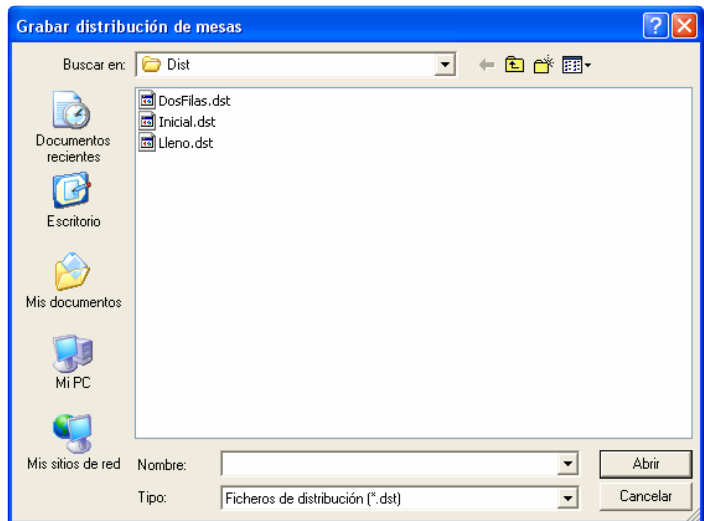 Grabar distribución de mesas
Buscar en: Dist
DosFilas.dst
Inicial.dst
Lleno.dst
Documentos
recientes
Escritorio
Mis documentos
Mi PC
Mis sitios de red
Nombre: Abrir
Tipo: Ficheros de distribución (*.dst) Cancelar